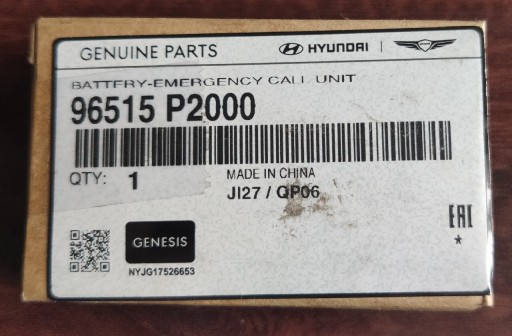 GENUINE PARTS HYUNDAI
BATTERY-EMERGENCY CALL UNIT
96515 P2000
QTY: 1 MADE IN CHINA
JI27 / QP06
EAC
*
GENESIS
NYJG17526653